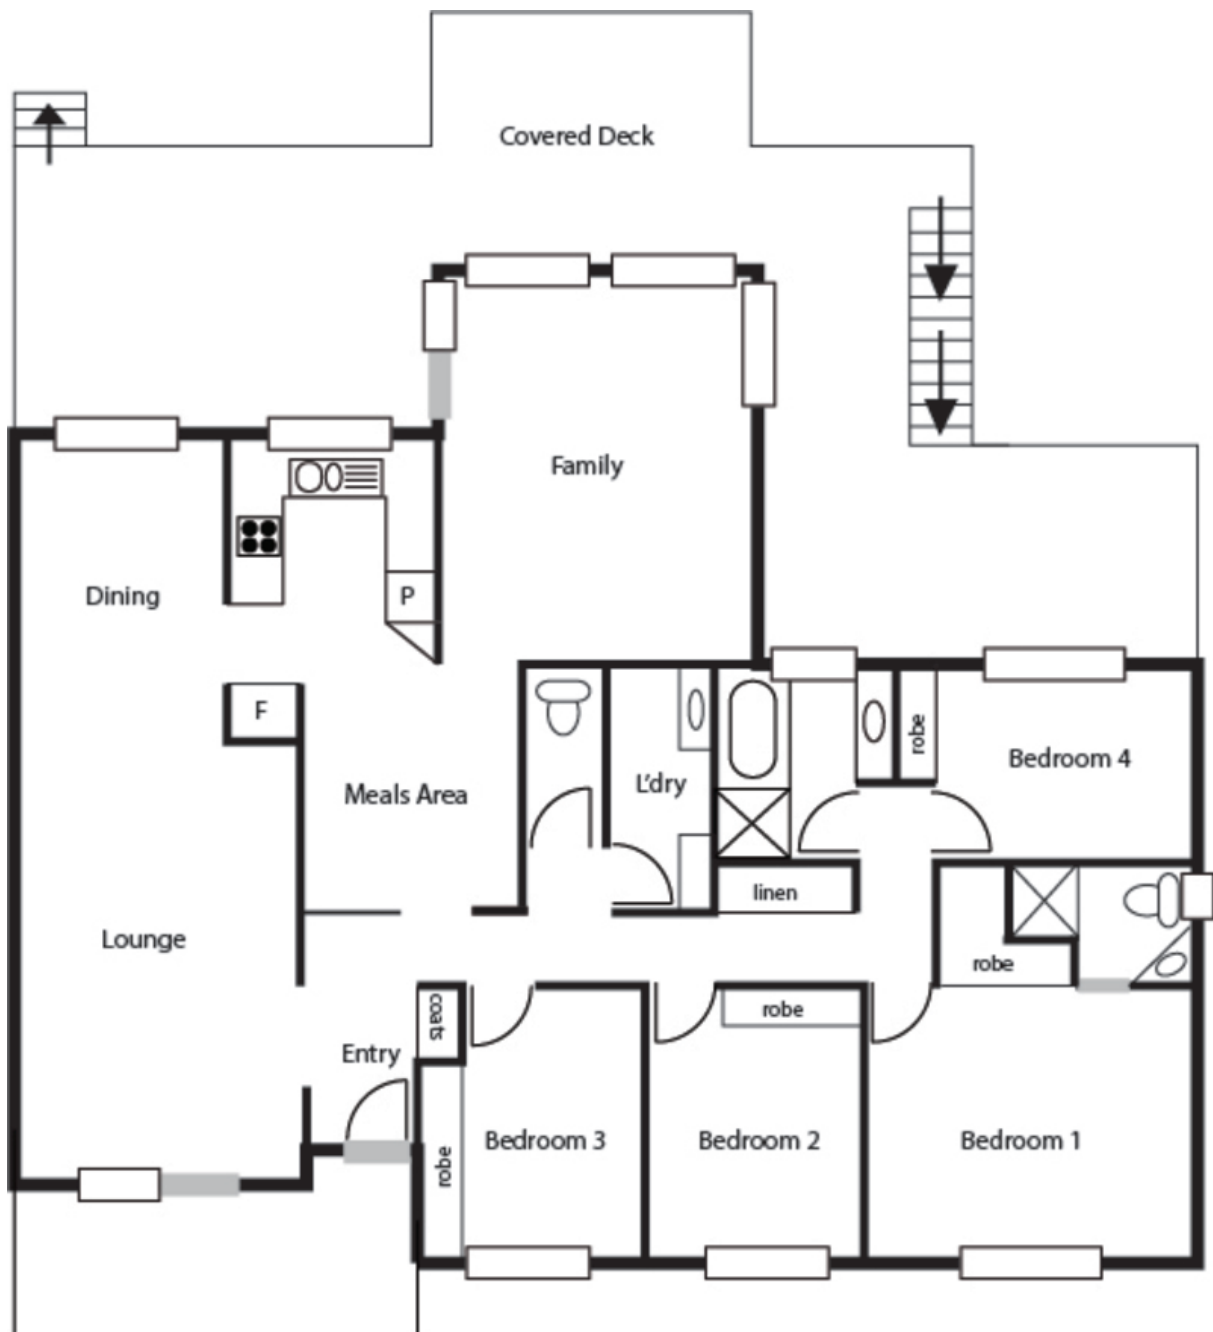 Covered Deck
Family
Dining
P
F
robe
Bedroom 4
L'dry
Meals Area
linen
Lounge
robe
coats
robe
Entry
robe
Bedroom 3
Bedroom 2
Bedroom 1